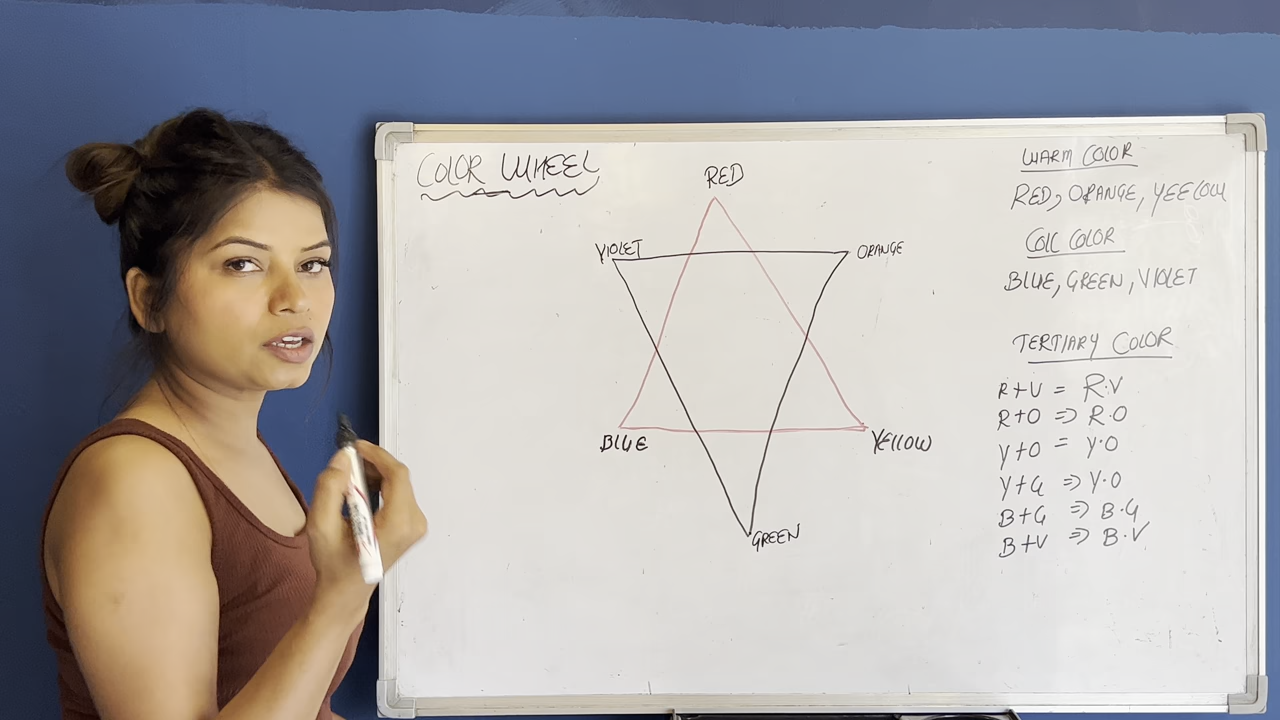 COLOR WHEEL
RED
VIOLET
ORANGE
BLUE
YELLOW
GREEN
WARM COLOR
RED, ORANGE, YEELOW
COLC COLOR
BLUE, GREEN, VIOLET
TERTIARY COLOR
R+V = R.V
R+O => R.O
Y+O = Y.O
Y+G => Y.O
B+G => B.G
B+V => B.V